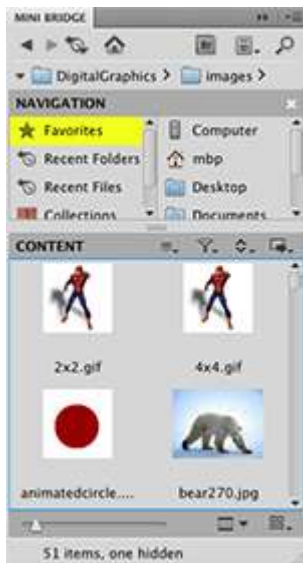 MINI BRIDGE
DigitalGraphics > images >
NAVIGATION
Favorites
Computer
Recent Folders
mbp
Recent Files
Desktop
Collections
Documents
CONTENT
2x2.gif
4x4.gif
animatedcircle....
bear270.jpg
51 items, one hidden